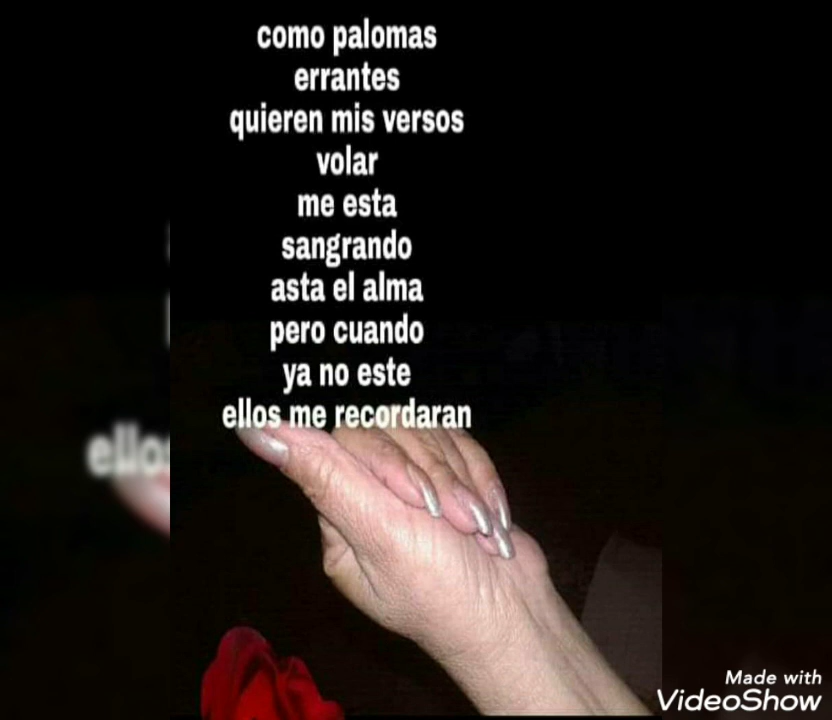 como palomas
errantes
quieren mis versos
volar
me esta
sangrando
asta el alma
pero cuando
ya no este
ellos me recordaran
ellos
Made with
VideoShow